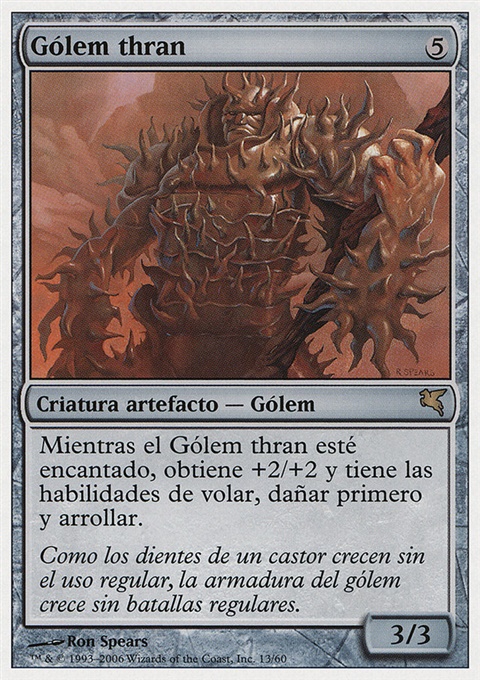 Gólem thran 5
R. SPEARS
Criatura artefacto — Gólem
Mientras el Gólem thran esté
encantado, obtiene +2/+2 y tiene las
habilidades de volar, dañar primero
y arrollar.
Como los dientes de un castor crecen sin
el uso regular, la armadura del gólem
crece sin batallas regulares.
Ron Spears
3/3
™ & © 1993–2006 Wizards of the Coast, Inc. 13/60